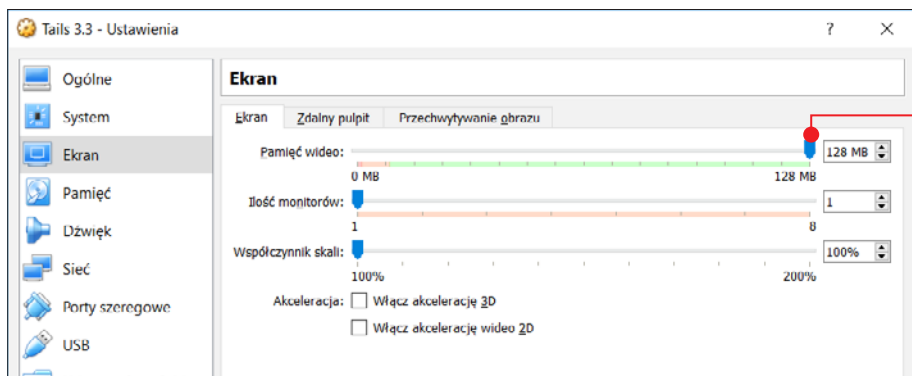 Tails 3.3 - Ustawienia
Ogólne
System
Ekran
Pamięć
Dźwięk
Sieć
Porty szeregowe
USB
Ekran
Ekran Zdalny pulpit Przechwytywanie obrazu
Pamięć wideo: 128 MB
0 MB 128 MB
Ilość monitorów: 1
1 8
Współczynnik skali: 100%
100% 200%
Akceleracja: Włącz akcelerację 3D
Włącz akcelerację wideo 2D